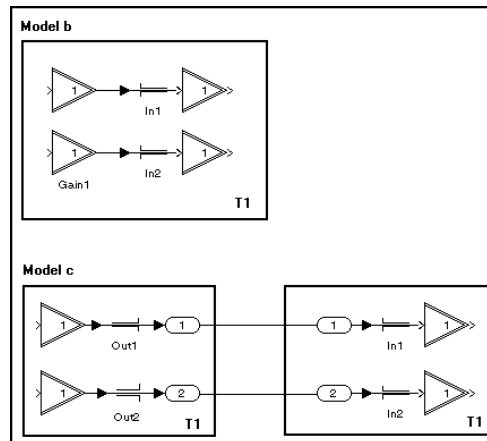 Model b
1 1
In1
1 1
Gain1 In2
T1
Model c
1 1 1 1
Out1 In1
1 2 2 1
Out2 In2
T1 T1